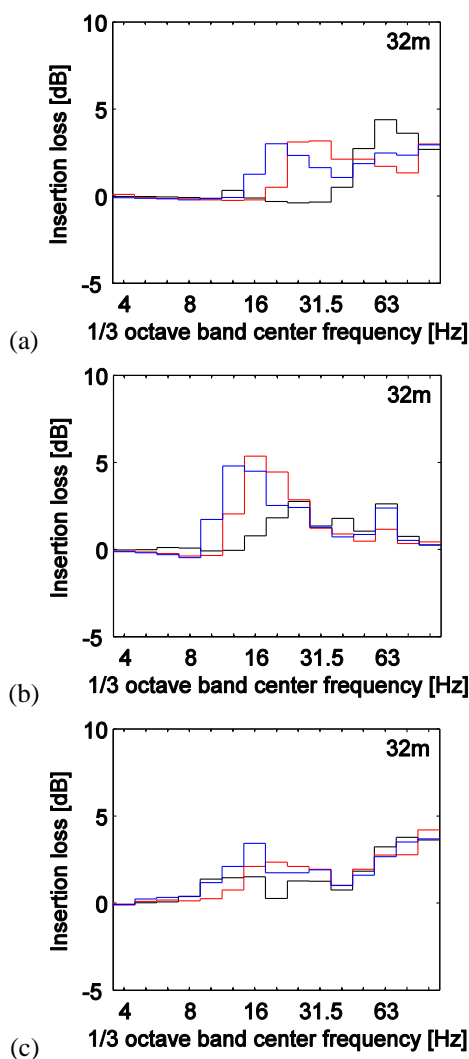 10
32m
5
0
-5
Insertion loss [dB]
4 8 16 31.5 63
1/3 octave band center frequency [Hz]
(a)
10
32m
5
0
-5
Insertion loss [dB]
4 8 16 31.5 63
1/3 octave band center frequency [Hz]
(b)
10
32m
5
0
-5
Insertion loss [dB]
4 8 16 31.5 63
1/3 octave band center frequency [Hz]
(c)